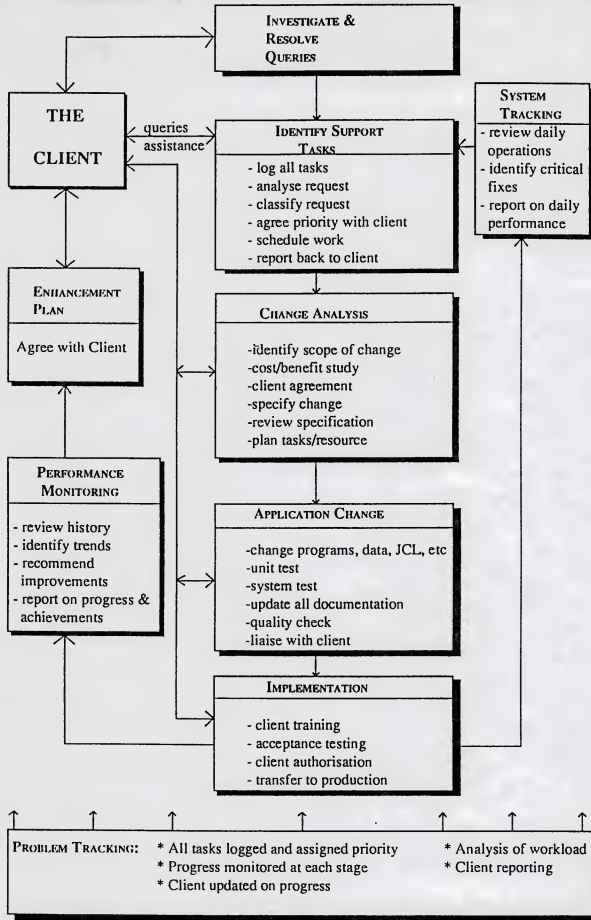 INVESTIGATE &
RESOLVE
QUERIES
THE
CLIENT
queries
assistance
IDENTIFY SUPPORT
TASKS
- log all tasks
- analyse request
- classify request
- agree priority with client
- schedule work
- report back to client
SYSTEM
TRACKING
- review daily
operations
- identify critical
fixes
- report on daily
performance
ENHANCEMENT
PLAN
Agree with Client
CHANGE ANALYSIS
-identify scope of change
-cost/benefit study
-client agreement
-specify change
-review specification
-plan tasks/resource
PERFORMANCE
MONITORING
- review history
- identify trends
- recommend
improvements
- report on progress &
achievements
APPLICATION CHANGE
-change programs, data, JCL, etc
-unit test
-system test
-update all documentation
-quality check
-liaise with client
IMPLEMENTATION
- client training
- acceptance testing
- client authorisation
- transfer to production
PROBLEM TRACKING:
* All tasks logged and assigned priority
* Progress monitored at each stage
* Client updated on progress
* Analysis of workload
* Client reporting